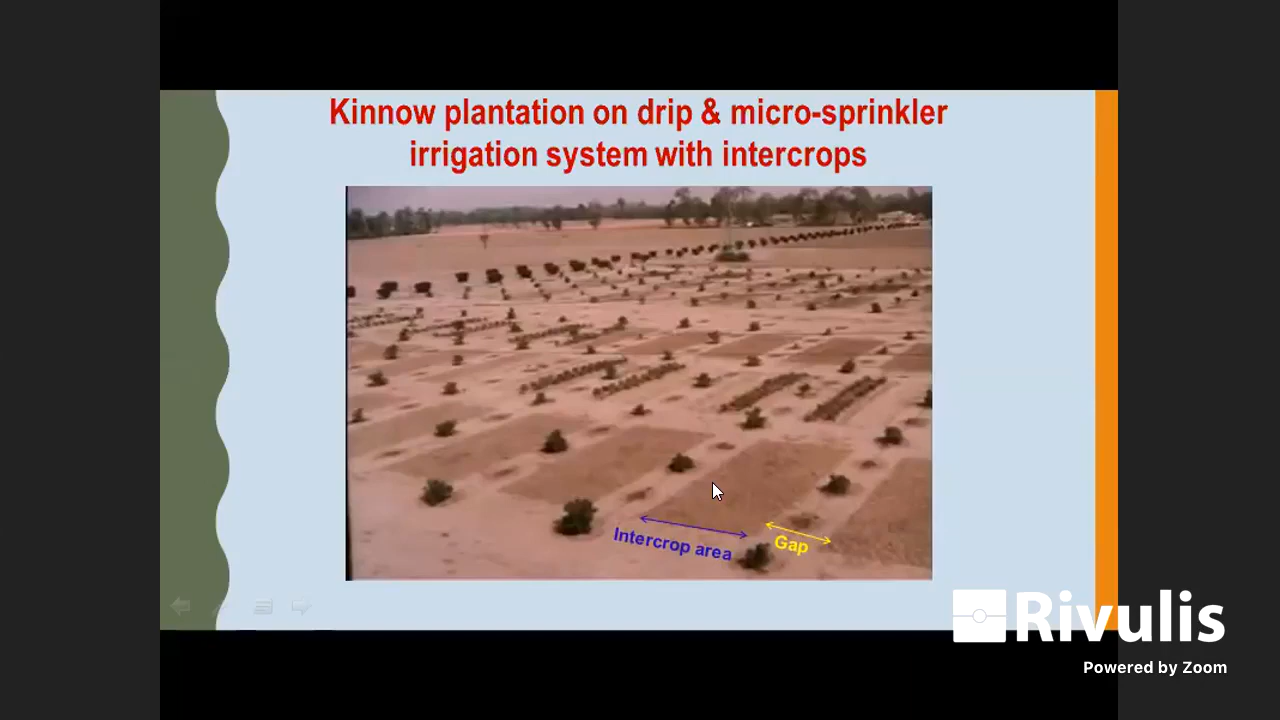 Kinnow plantation on drip & micro-sprinkler
irrigation system with intercrops
Intercrop area
Gap
Rivulis
Powered by Zoom